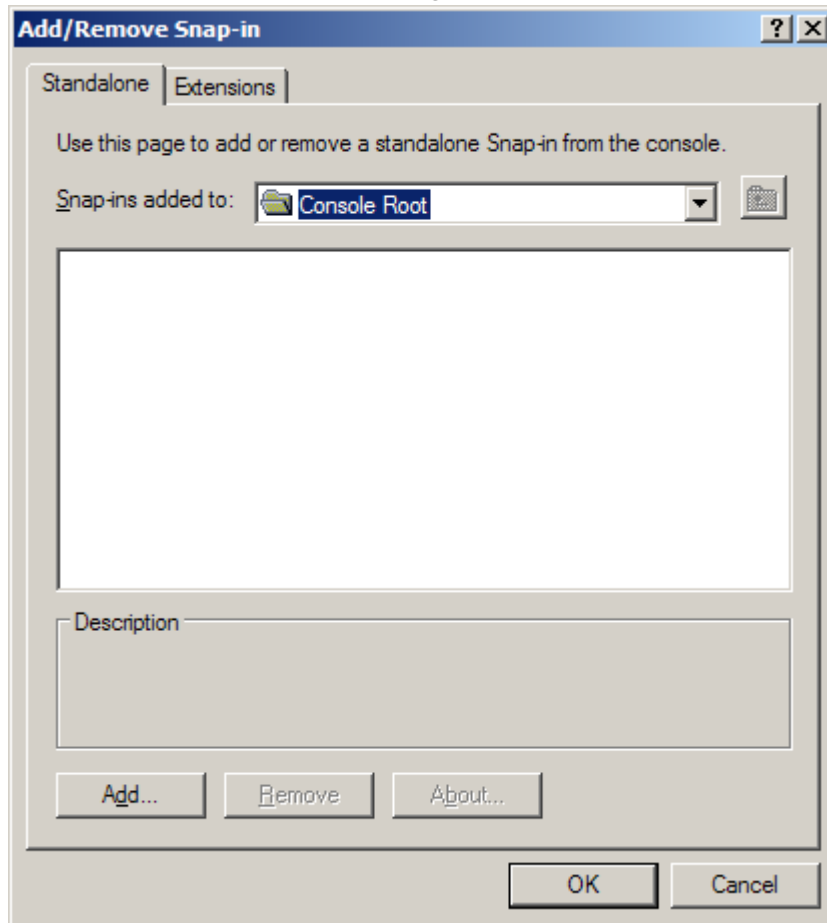 Add/Remove Snap-in
Standalone
Extensions
Use this page to add or remove a standalone Snap-in from the console.
Snap-ins added to:
Console Root
Description
Add...
Remove
About...
OK
Cancel